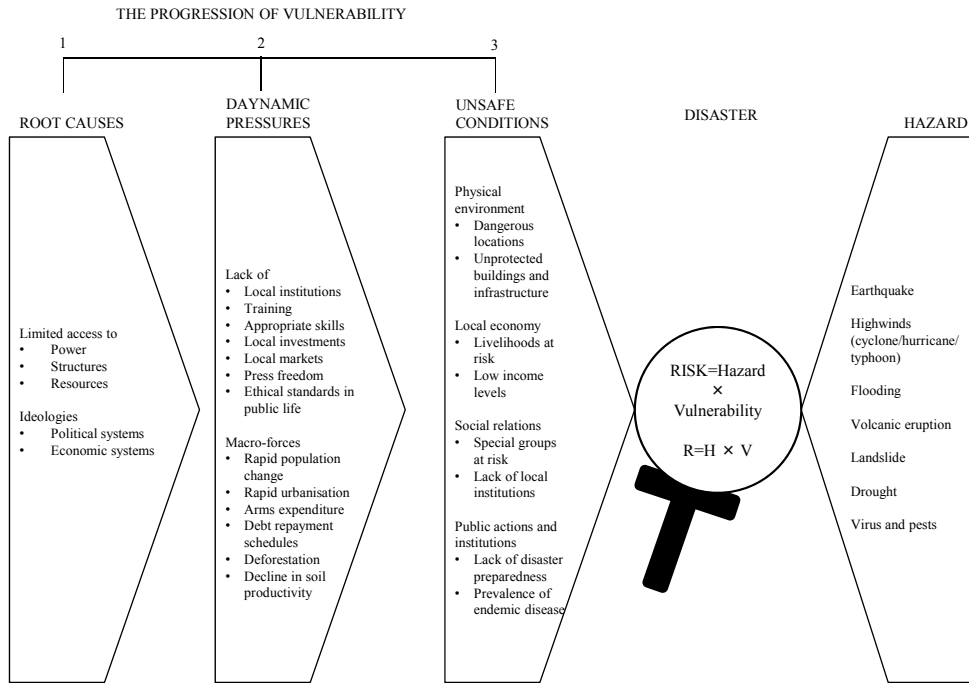 THE PROGRESSION OF VULNERABILITY
1
2
3
ROOT CAUSES
DAYNAMIC
PRESSURES
UNSAFE
CONDITIONS
DISASTER
HAZARD
Limited access to
• Power
• Structures
• Resources
Ideologies
• Political systems
• Economic systems
Lack of
• Local institutions
• Training
• Appropriate skills
• Local investments
• Local markets
• Press freedom
• Ethical standards in
public life
Macro-forces
• Rapid population
change
• Rapid urbanisation
• Arms expenditure
• Debt repayment
schedules
• Deforestation
• Decline in soil
productivity
Physical
environment
• Dangerous
locations
• Unprotected
buildings and
infrastructure
Local economy
• Livelihoods at
risk
• Low income
levels
Social relations
• Special groups
at risk
• Lack of local
institutions
Public actions and
institutions
• Lack of disaster
preparedness
• Prevalence of
endemic disease
RISK=Hazard
×
Vulnerability
R=H × V
Earthquake
Highwinds
(cyclone/hurricane/
typhoon)
Flooding
Volcanic eruption
Landslide
Drought
Virus and pests